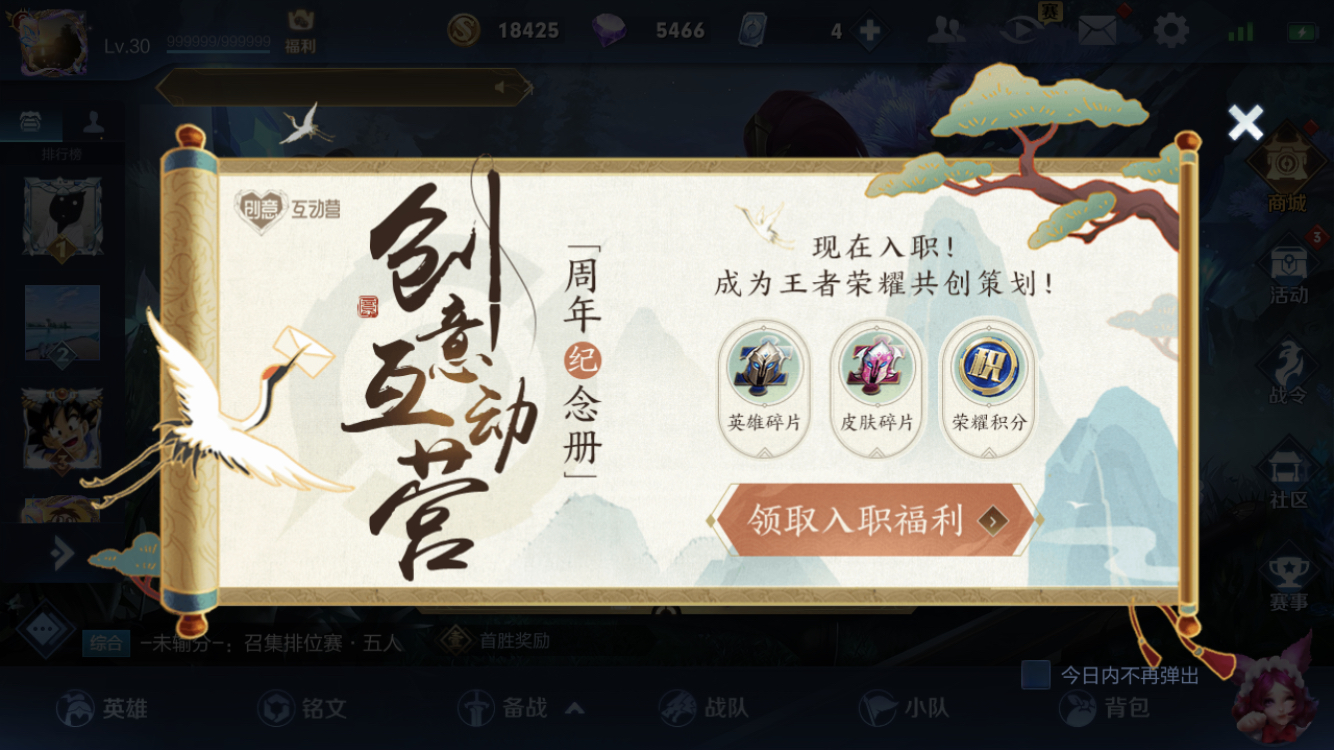 Lv.30
999999/999999
福利
18425
5466
4
赛
排行榜
1
2
3
创意
互动营
创意互动营
「周年纪念册」
现在入职！
成为王者荣耀共创策划！
英雄碎片
皮肤碎片
积
荣耀积分
领取入职福利
商城
3
活动
战令
社区
赛事
综合
-未输分-：召集排位赛·五人
首胜奖励
今日内不再弹出
英雄
铭文
备战
战队
小队
背包